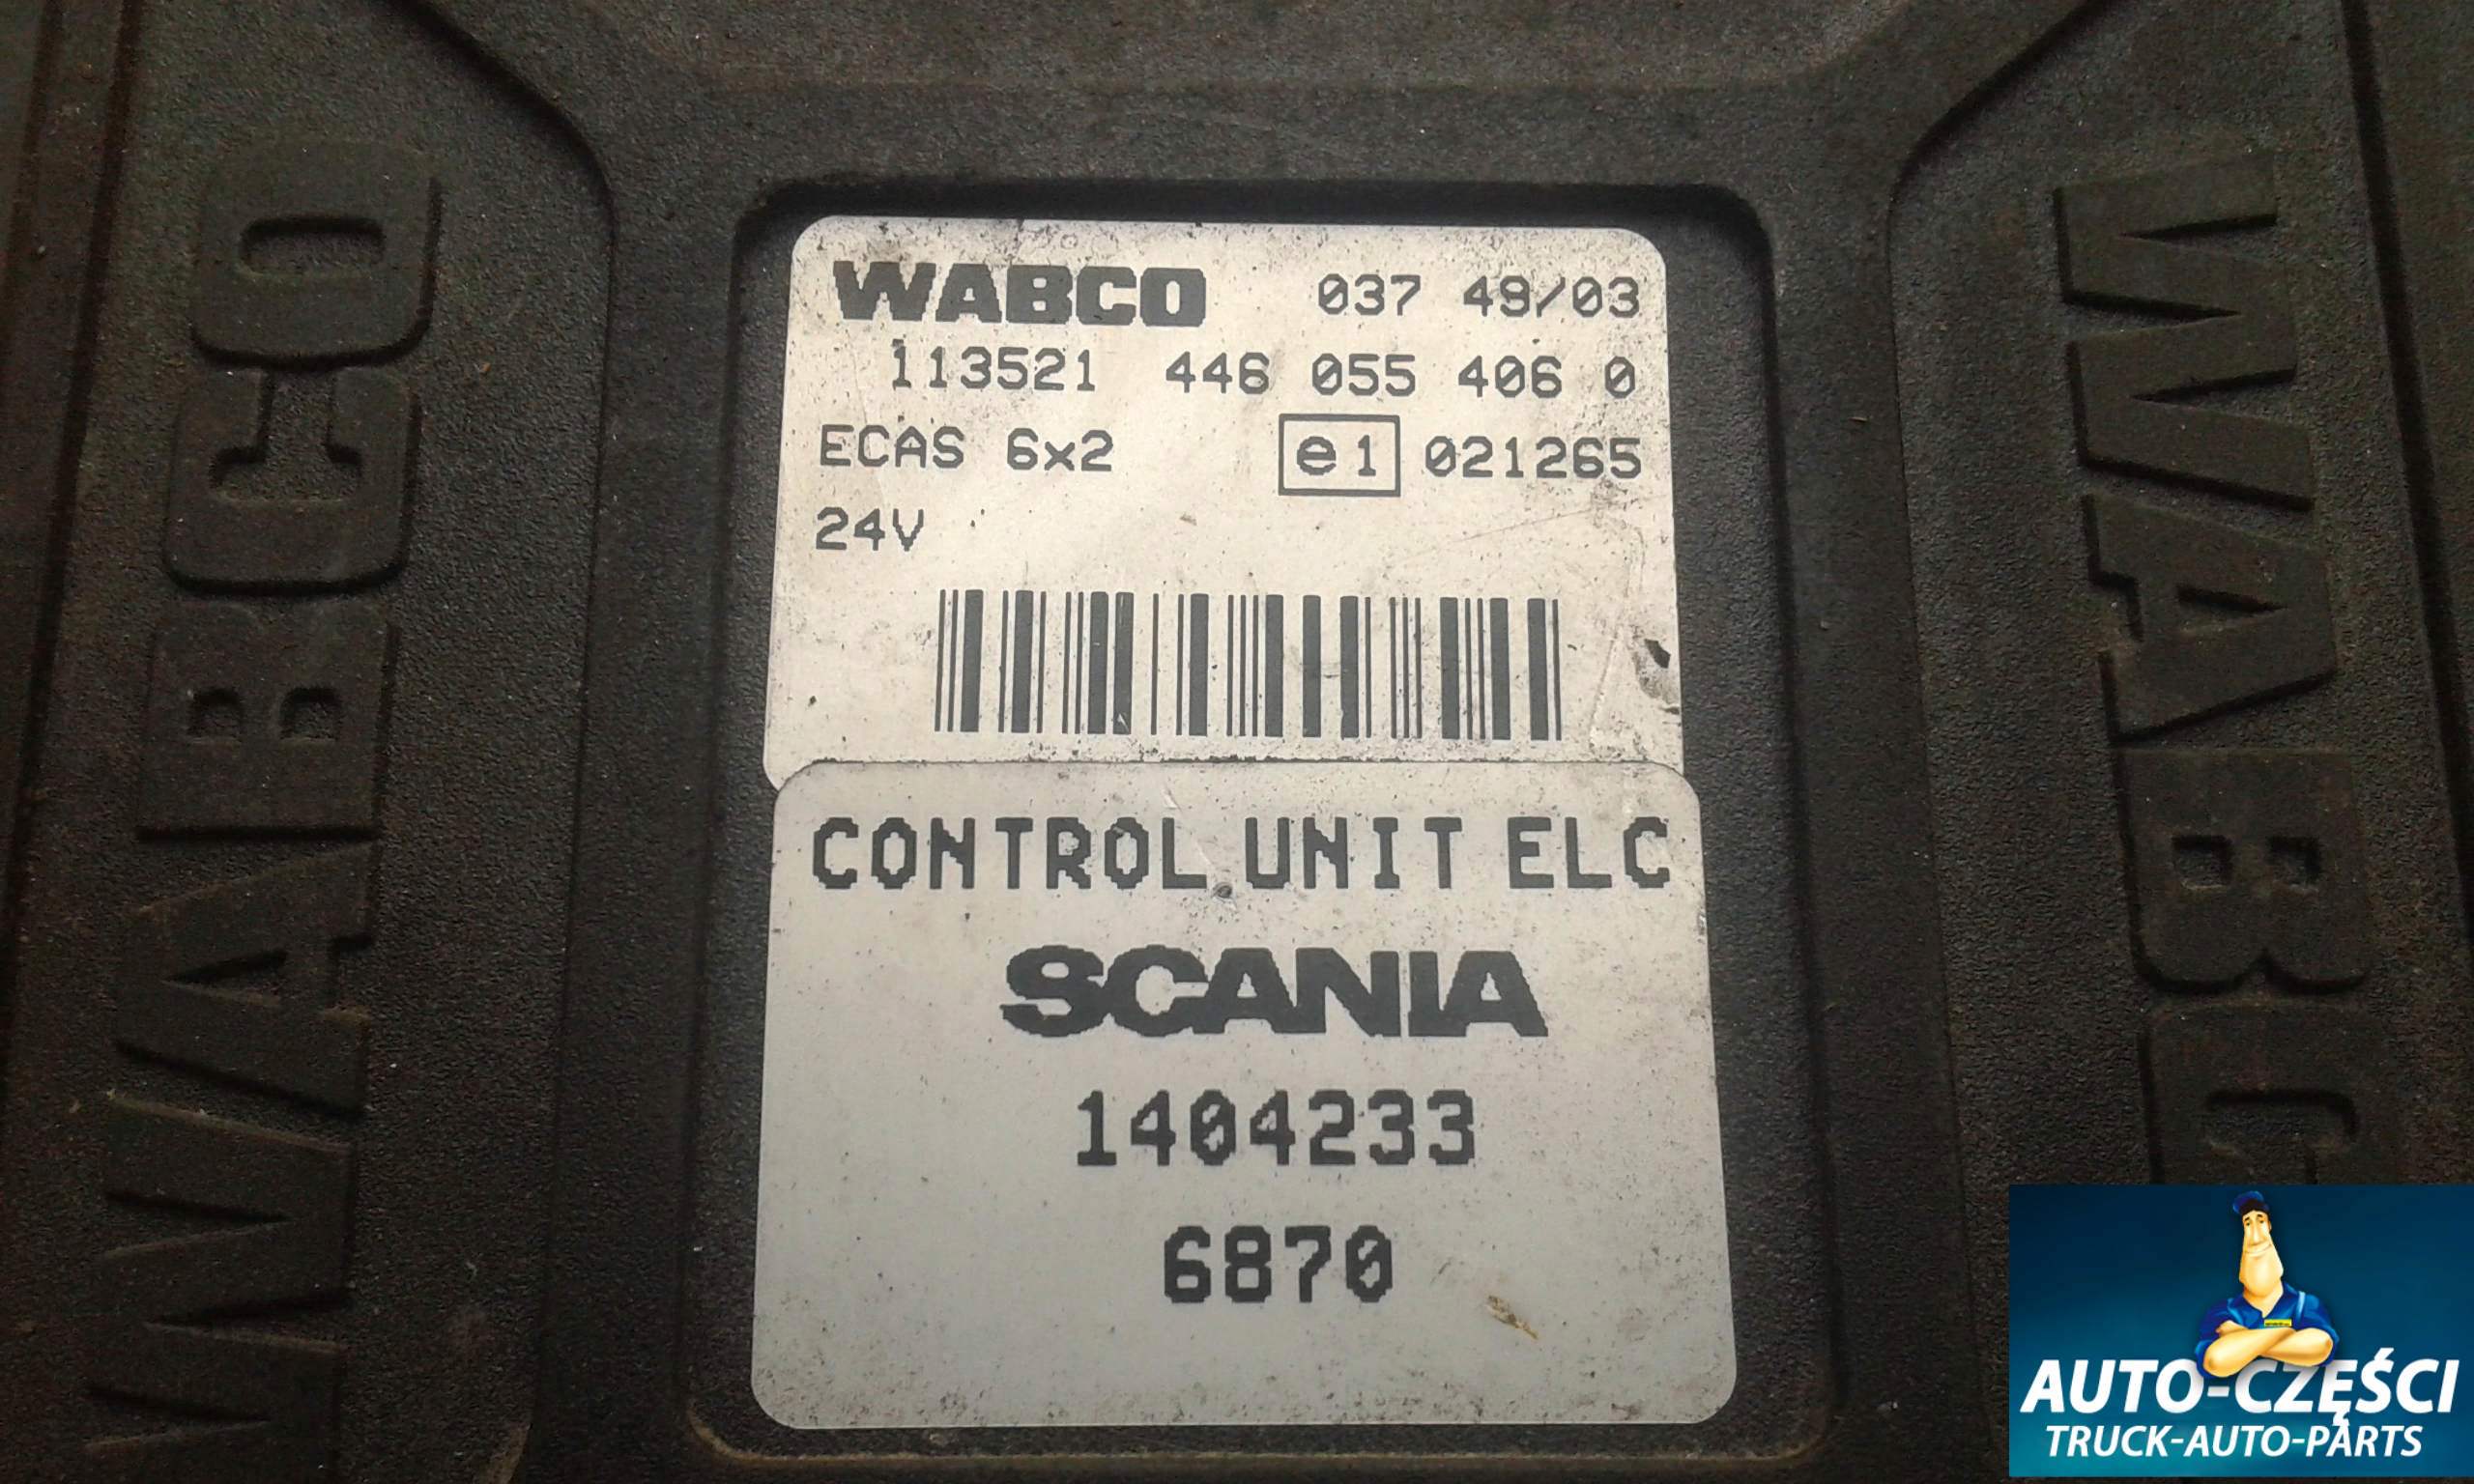 WABCO 037 49/03
113521 446 055 406 0
ECAS 6x2 e1 021265
24V
CONTROL UNIT ELC
SCANIA
1404233
6870
WABCO
WABC
AUTO-CZĘŚCI
TRUCK-AUTO-PARTS